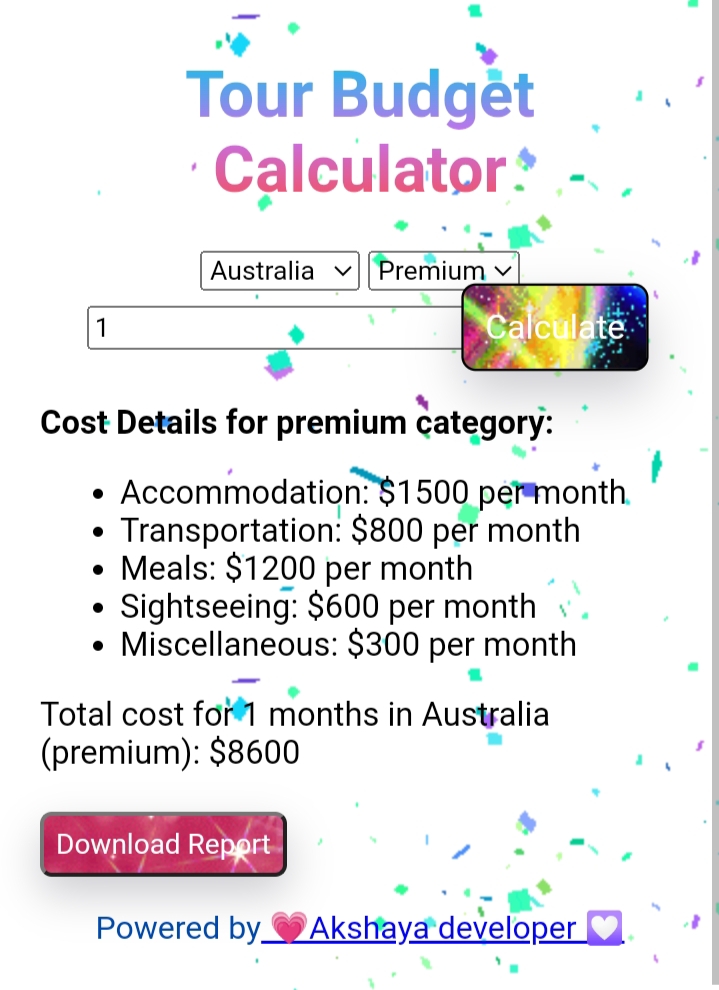 Tour Budget
Calculator
Australia Premium
1 Calculate
Cost Details for premium category:
• Accommodation: $1500 per month
• Transportation: $800 per month
• Meals: $1200 per month
• Sightseeing: $600 per month
• Miscellaneous: $300 per month
Total cost for 1 months in Australia
(premium): $8600
Download Report
Powered by 💗Akshaya developer 💟